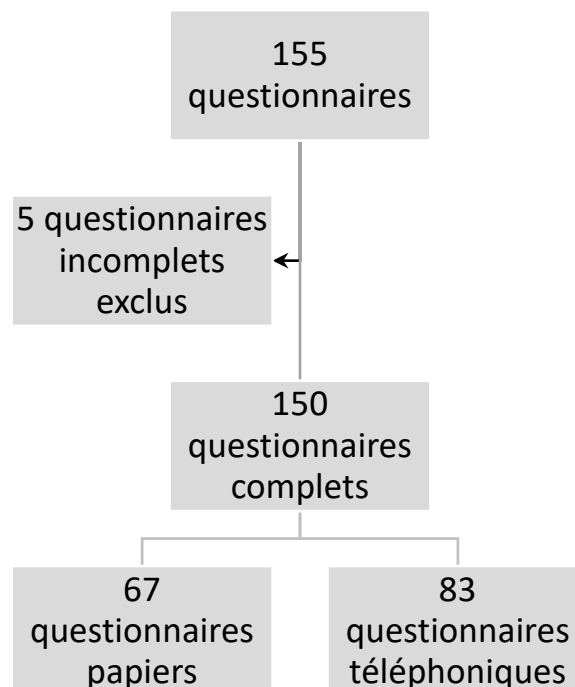 155
questionnaires
5 questionnaires
incomplets
exclus
150
questionnaires
complets
67
questionnaires
papiers
83
questionnaires
téléphoniques